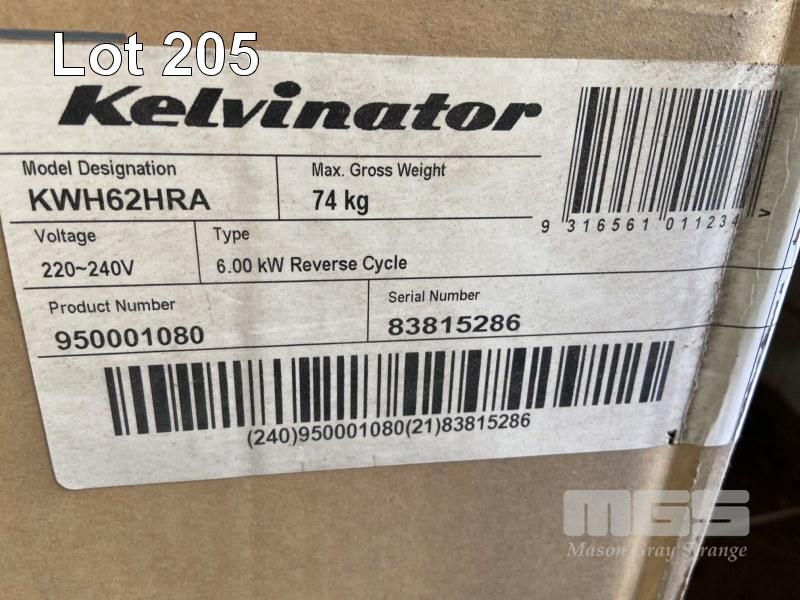 Lot 205
Kelvinator
Model Designation
KWH62HRA
Max. Gross Weight
74 kg
9 316561 011234 >
Voltage
220~240V
Type
6.00 kW Reverse Cycle
Product Number
950001080
Serial Number
83815286
(240)950001080(21)83815286
MGS
Mason Gray Strange